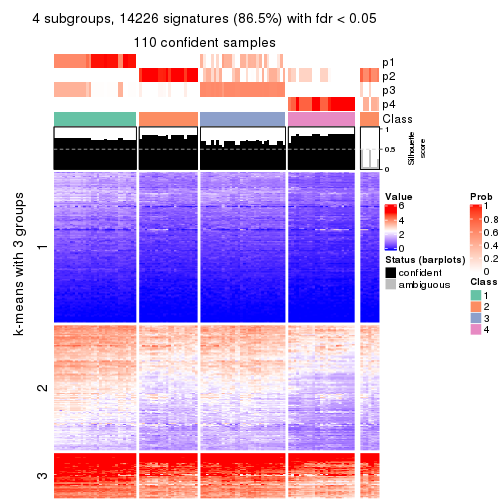 4 subgroups, 14226 signatures (86.5%) with fdr < 0.05
110 confident samples
p1
p2
p3
p4
Class
1
0.5
0
Silhouette
score
k-means with 3 groups
1
2
3
Value
6
4
2
0
Status (barplots)
confident
ambiguous
Prob
1
0.8
0.6
0.4
0.2
0
Class
1
2
3
4